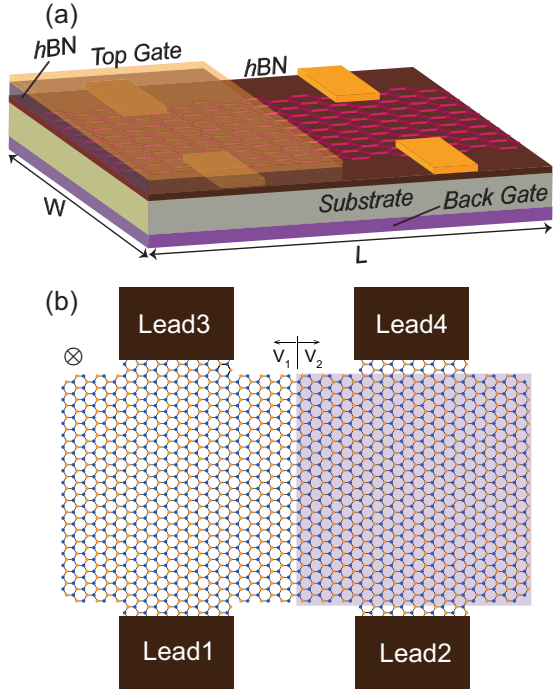 (a)
hBN
Top Gate
hBN
W
Substrate
Back Gate
L
(b)
Lead3
Lead4
V1
V2
Lead1
Lead2